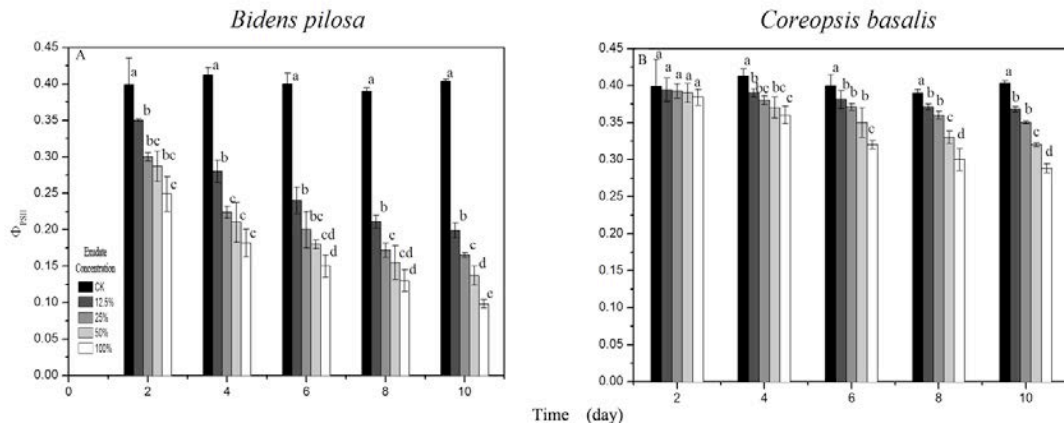 Bidens pilosa
Coreopsis basalis
A
0.45
0.40
0.35
0.30
0.25
0.20
0.15
0.10
0.05
0.00
0
2
4
6
8
10
ΦPSII
Exudate
Concentration
CK
12.5%
25%
50%
100%
a
b
bc
bc
c
a
b
c
c
c
a
b
bc
c
d
a
b
c
cd
d
a
b
c
d
e
B
0.45
0.40
0.35
0.30
0.25
0.20
0.15
0.10
0.05
0.00
2
4
6
8
10
a
a
a
a
a
a
b
bc
bc
c
a
b
b
b
c
a
b
b
c
d
a
b
b
c
d
Time (day)